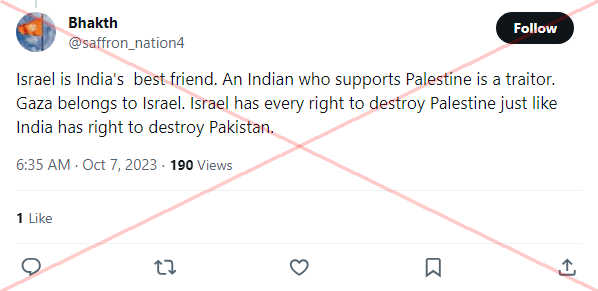 Bhakth
@saffron_nation4
Follow
Israel is India's  best friend. An Indian who supports Palestine is a traitor.
Gaza belongs to Israel. Israel has every right to destroy Palestine just like
India has right to destroy Pakistan.
6:35 AM · Oct 7, 2023 · 190 Views
1 Like